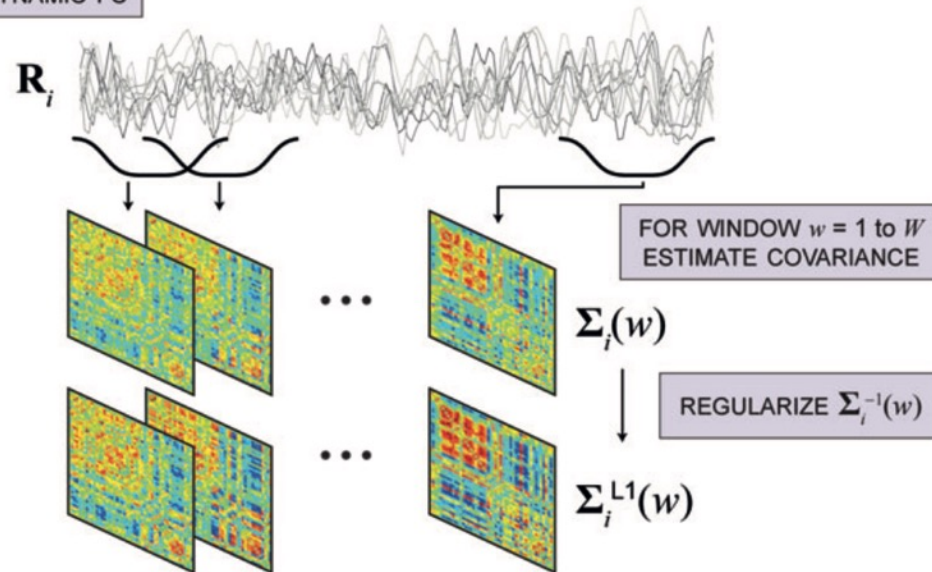 R_i
FOR WINDOW w = 1 to W
ESTIMATE COVARIANCE
Σ_i(w)
REGULARIZE Σ_i^{-1}(w)
Σ_i^{L1}(w)